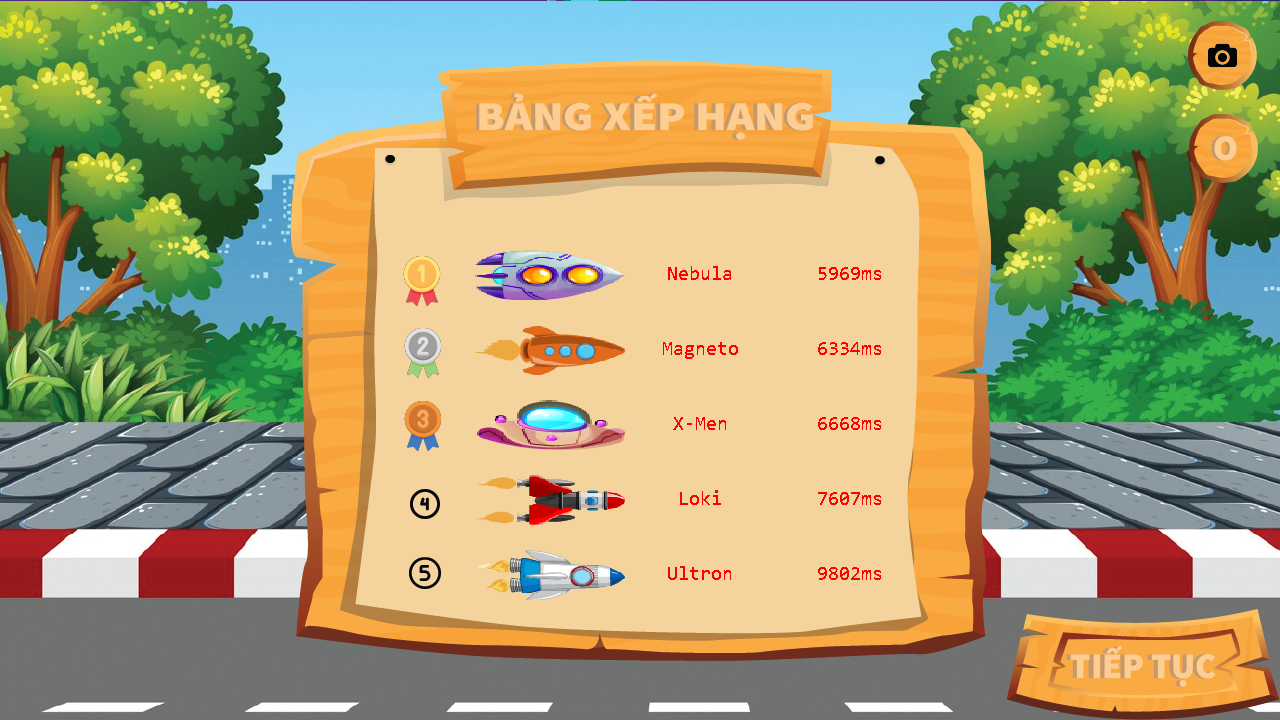 BẢNG XẾP HẠNG
0
1 Nebula 5969ms
2 Magneto 6334ms
3 X-Men 6668ms
4 Loki 7607ms
5 Ultron 9802ms
TIẾP TỤC